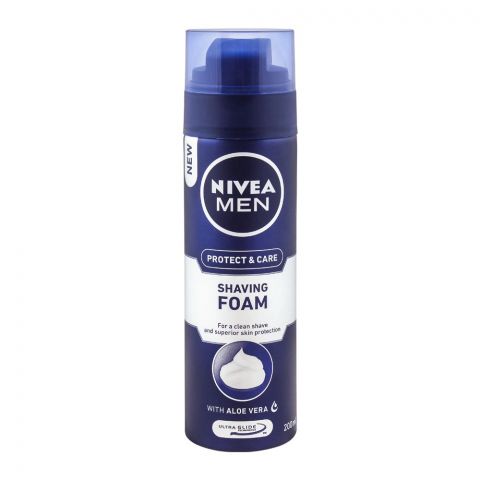 NEW
NIVEA
MEN
PROTECT & CARE
SHAVING
FOAM
For a clean shave
and superior skin protection
WITH ALOE VERA
ULTRA GLIDE